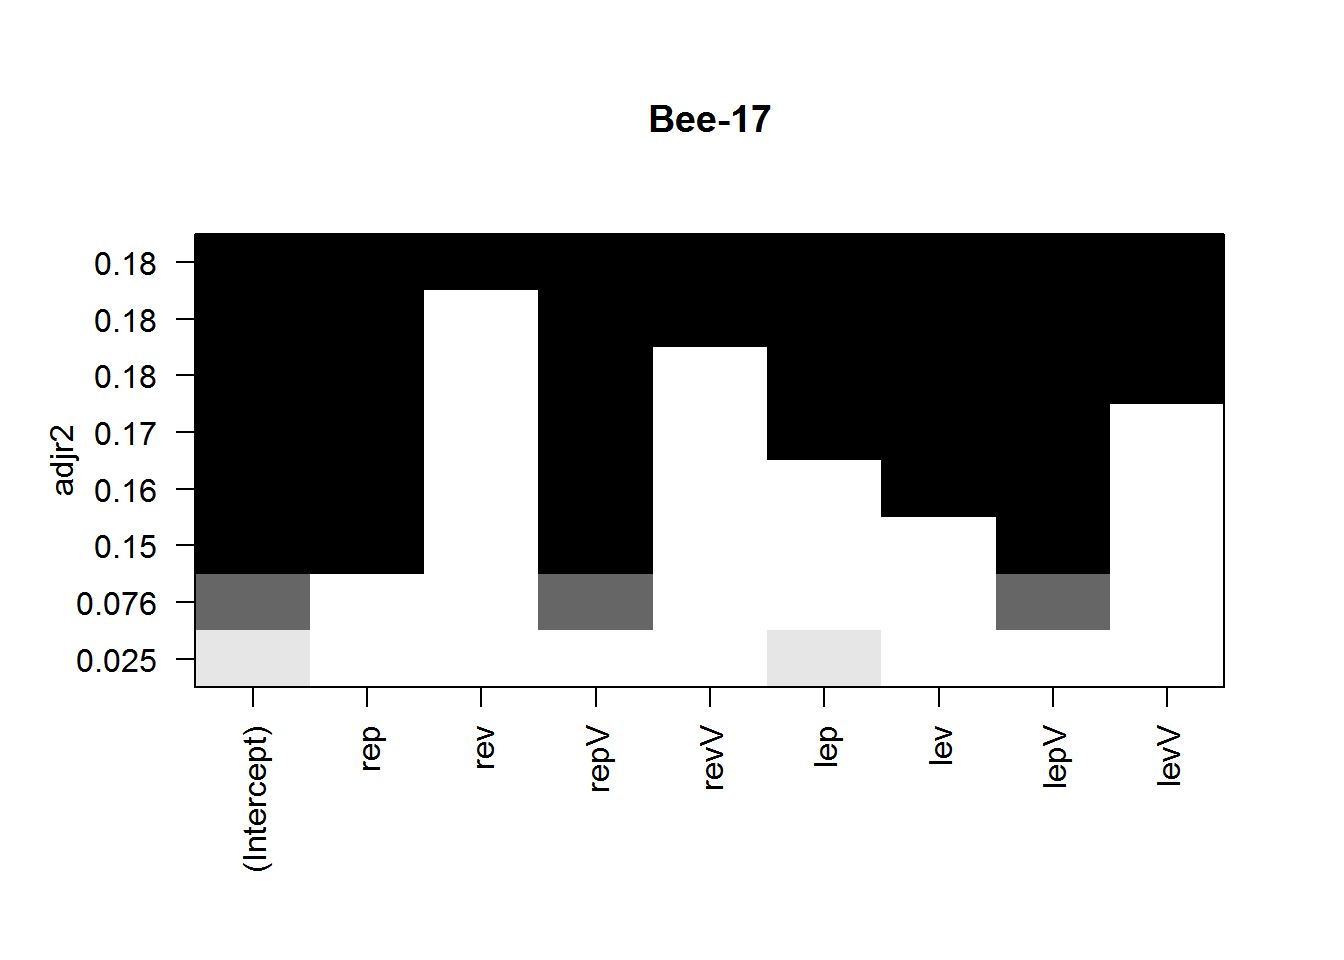 Bee-17
adjr2
0.18
0.18
0.18
0.17
0.16
0.15
0.076
0.025
(Intercept)
rep
rev
repV
revV
lep
lev
lepV
levV